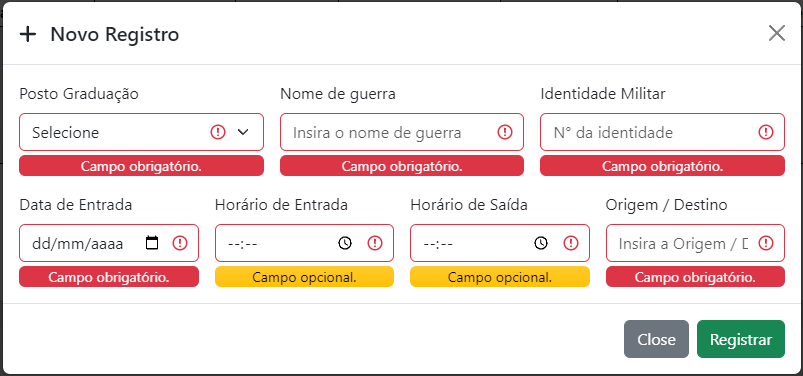 Novo Registro
Posto Graduação Nome de guerra Identidade Militar
Selecione Insira o nome de guerra N° da identidade
Campo obrigatório. Campo obrigatório. Campo obrigatório.
Data de Entrada Horário de Entrada Horário de Saída Origem / Destino
dd/mm/aaaa --:-- --:-- Insira a Origem / D
Campo obrigatório. Campo opcional. Campo opcional. Campo obrigatório.
Close Registrar